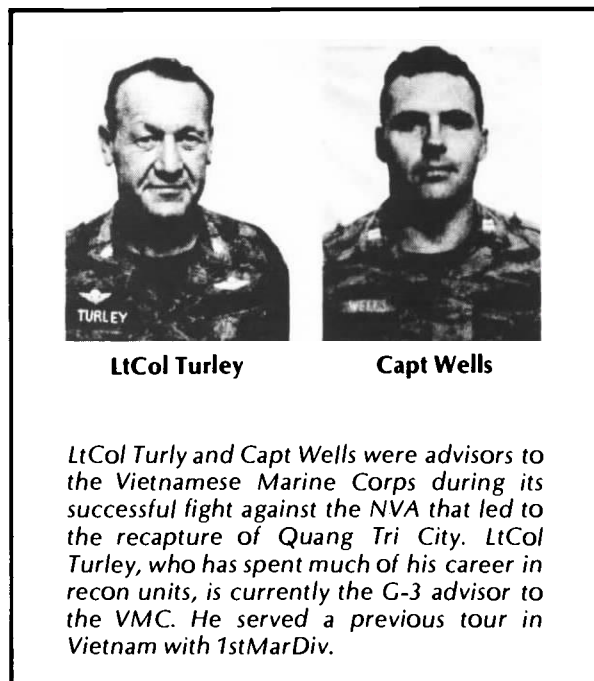 TURLEY
WELLS
LtCol Turley
Capt Wells
LtCol Turly and Capt Wells were advisors to
the Vietnamese Marine Corps during its
successful fight against the NVA that led to
the recapture of Quang Tri City. LtCol
Turley, who has spent much of his career in
recon units, is currently the G-3 advisor to
the VMC. He served a previous tour in
Vietnam with 1stMarDiv.